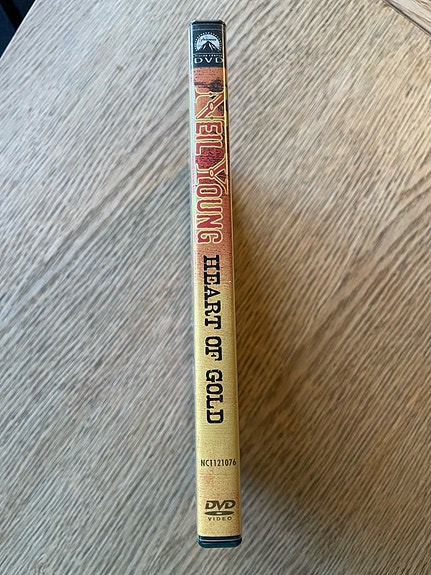 DVD
NEIL YOUNG
HEART OF GOLD
NC1121076
DVD
VIDEO